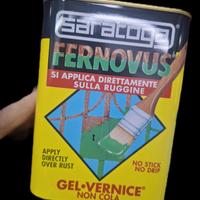 saratoga
FERNOVUS
SI APPLICA DIRETTAMENTE
SULLA RUGGINE
APPLY
DIRECTLY
OVER RUST
NO STICK
NO DRIP
GEL•VERNICE®
NON COLA